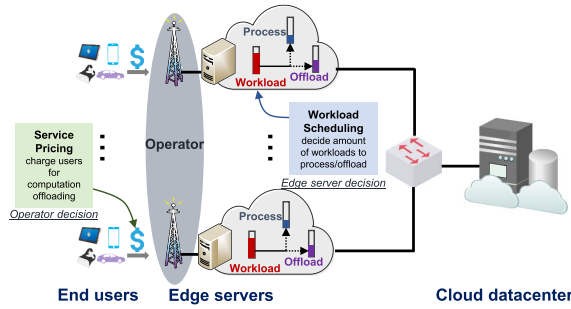 Process
Offload
Workload
Service
Pricing
charge users
for
computation
offloading
Operator decision
Operator
Workload
Scheduling
decide amount
of workloads to
process/offload
Edge server decision
Process
Workload
Offload
End users
Edge servers
Cloud datacenter